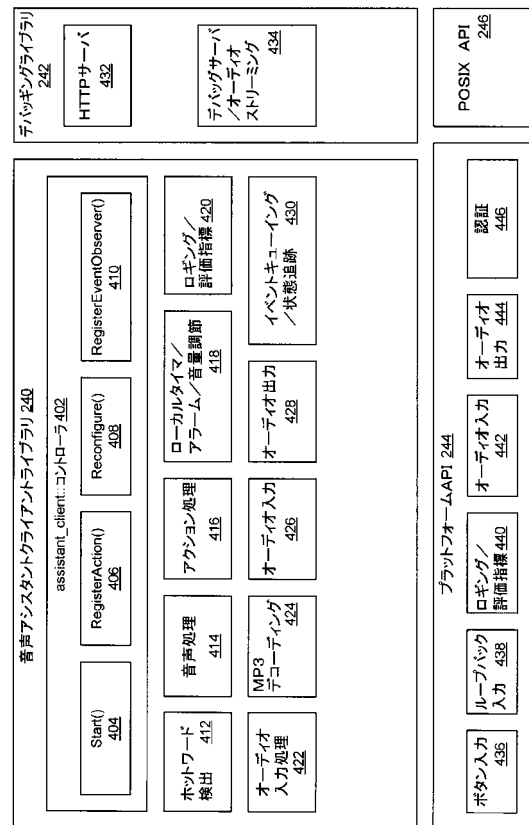 音声アシスタントクライアントライブラリ 240
assistant_client::コントローラ 402
Start()
404
RegisterAction()
406
Reconfigure()
408
RegisterEventObserver()
410
ホットワード
検出 412
音声処理
414
アクション処理
416
ローカルタイマ/
アラーム/音量調節
418
ロギング/
評価指標 420
オーディオ
入力処理
422
MP3
デコーディング
424
オーディオ入力
426
オーディオ出力
428
イベントキューイング
/状態追跡
430
デバッギングライブラリ
242
HTTPサーバ
432
デバッグサーバ
/オーディオ
ストリーミング
434
プラットフォームAPI 244
ボタン入力
436
ループバック
入力 438
ロギング/
評価指標 440
オーディオ入力
442
オーディオ
出力 444
認証
446
POSIX API
246